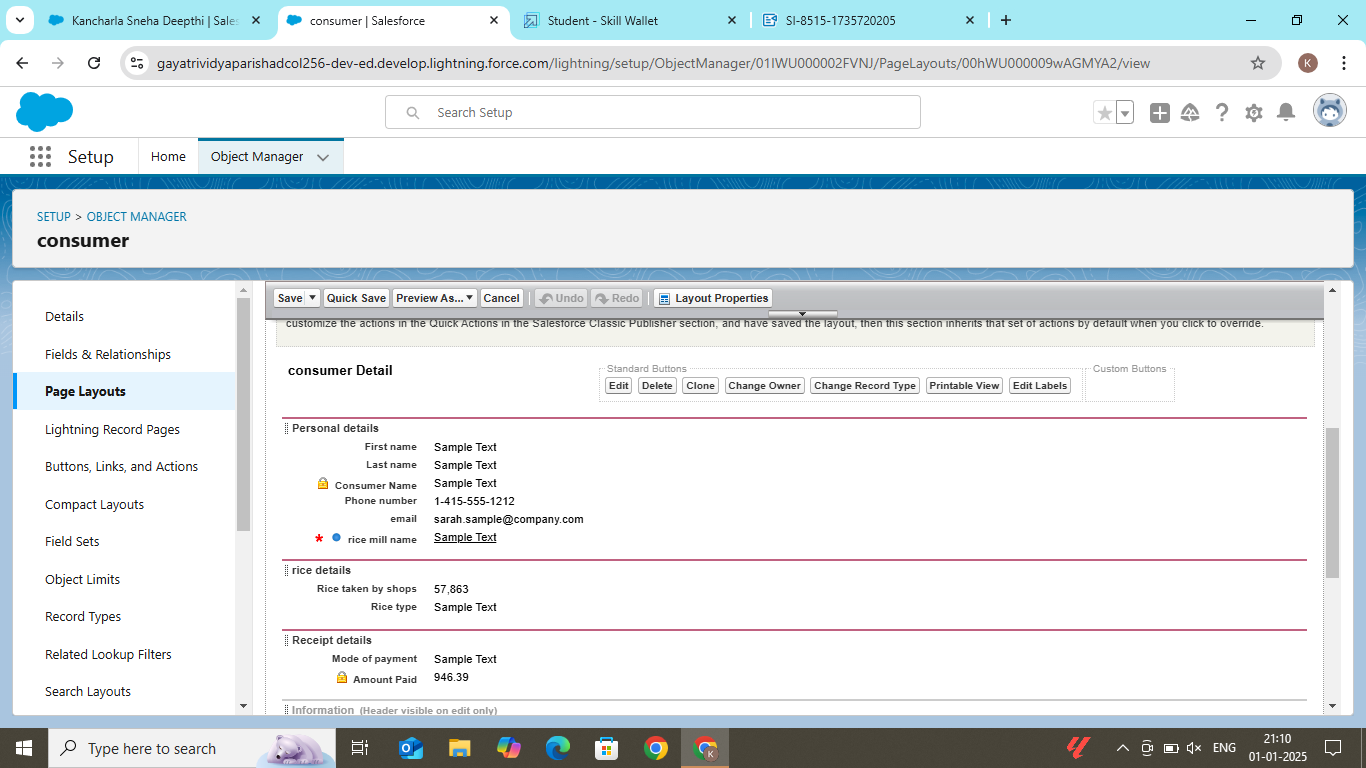 Kancharla Sneha Deepthi | Sales
consumer | Salesforce
Student - Skill Wallet
SI-8515-1735720205
gayatrividyaparishadcol256-dev-ed.develop.lightning.force.com/lightning/setup/ObjectManager/01IWU000002FVNJ/PageLayouts/00hWU000009wAGMYA2/view
K
Search Setup
Setup
Home
Object Manager
SETUP > OBJECT MANAGER
consumer
Details
Fields & Relationships
Page Layouts
Lightning Record Pages
Buttons, Links, and Actions
Compact Layouts
Field Sets
Object Limits
Record Types
Related Lookup Filters
Search Layouts
Save Quick Save Preview As... Cancel Undo Redo Layout Properties
customize the actions in the Quick Actions in the Salesforce Classic Publisher section, and have saved the layout, then this section inherits that set of actions by default when you click to override.
consumer Detail
Standard Buttons
Edit Delete Clone Change Owner Change Record Type Printable View Edit Labels
Custom Buttons
Personal details
First name Sample Text
Last name Sample Text
Consumer Name Sample Text
Phone number 1-415-555-1212
email sarah.sample@company.com
* rice mill name Sample Text
rice details
Rice taken by shops 57,863
Rice type Sample Text
Receipt details
Mode of payment Sample Text
Amount Paid 946.39
Information (Header visible on edit only)
Type here to search
K
ENG
21:10
01-01-2025